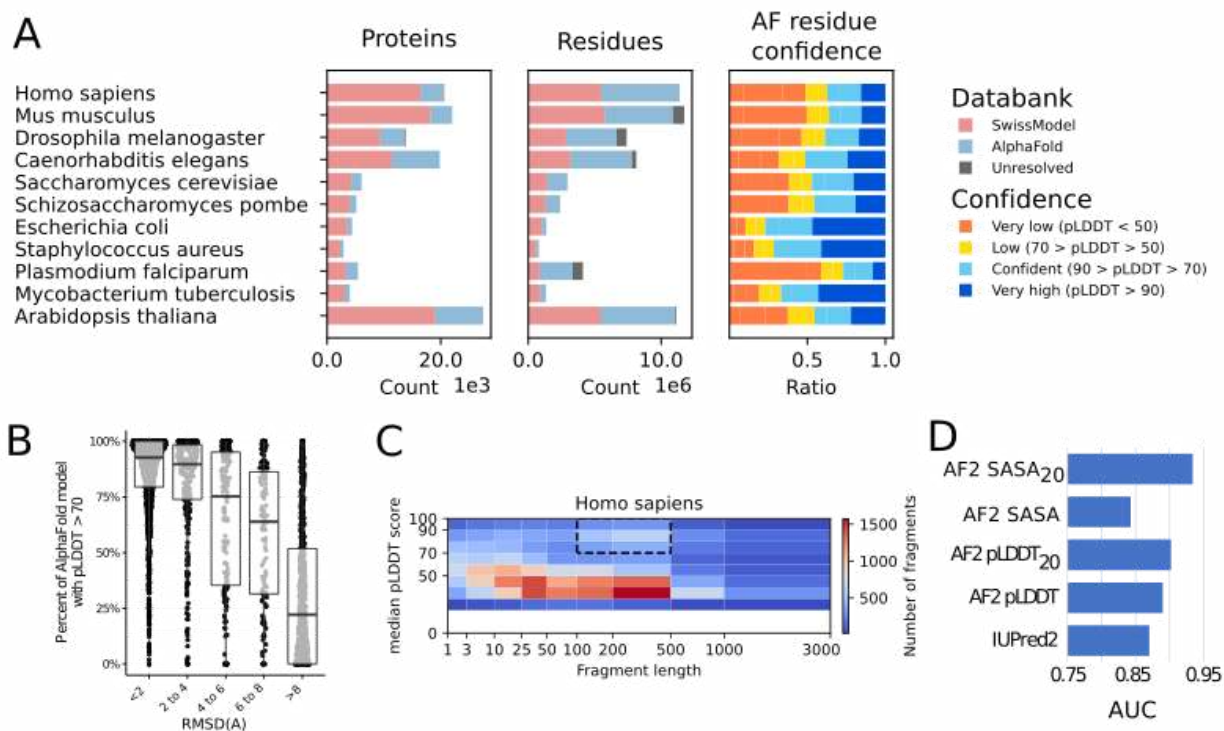 A
Proteins
Residues
AF residue
confidence
Homo sapiens
Mus musculus
Drosophila melanogaster
Caenorhabditis elegans
Saccharomyces cerevisiae
Schizosaccharomyces pombe
Escherichia coli
Staphylococcus aureus
Plasmodium falciparum
Mycobacterium tuberculosis
Arabidopsis thaliana
0.0 20.0
Count 1e3
0.0 10.0
Count 1e6
0.5 1.0
Ratio
Databank
SwissModel
AlphaFold
Unresolved
Confidence
Very low (pLDDT < 50)
Low (70 > pLDDT > 50)
Confident (90 > pLDDT > 70)
Very high (pLDDT > 90)
B
Percent of AlphaFold model
with pLDDT > 70
100%
75%
50%
25%
0%
<2 2 to 4 4 to 6 6 to 8 >8
RMSD(A)
C
Homo sapiens
median pLDDT score
100
90
70
50
0
1 3 10 25 50 100 200 500 1000 3000
Fragment length
1500
1000
500
Number of fragments
D
AF2 SASA20
AF2 SASA
AF2 pLDDT20
AF2 pLDDT
IUPred2
0.75 0.85 0.95
AUC